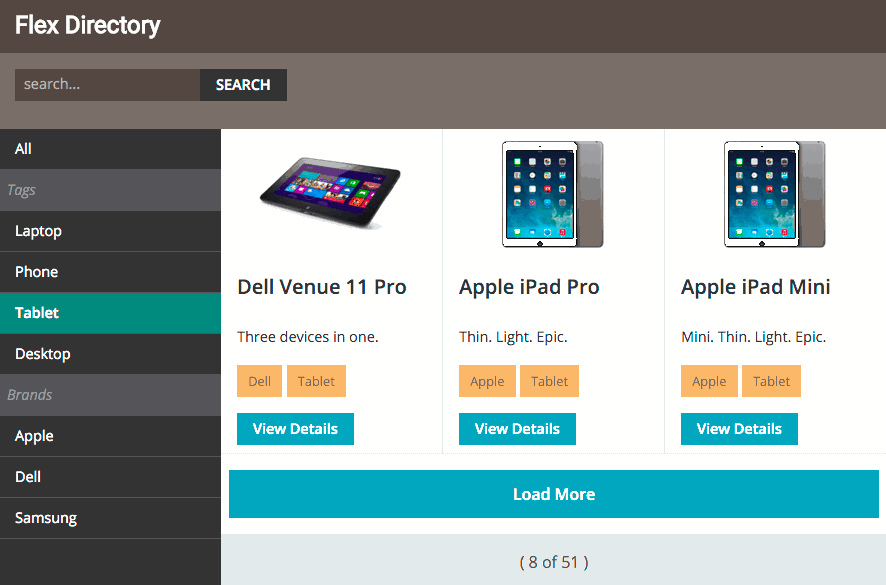 Flex Directory
search...
SEARCH
All
Tags
Laptop
Phone
Tablet
Desktop
Brands
Apple
Dell
Samsung
Dell Venue 11 Pro
Three devices in one.
Dell Tablet
View Details
Apple iPad Pro
Thin. Light. Epic.
Apple Tablet
View Details
Apple iPad Mini
Mini. Thin. Light. Epic.
Apple Tablet
View Details
Load More
( 8 of 51 )